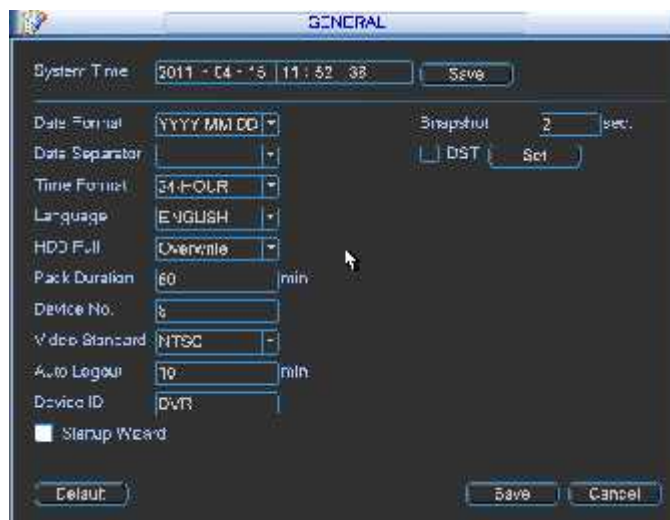 GENERAL
System Time 2011 - 04 - 15 11 : 52 38 Save
Date Format YYYY MM DD Snapshot 2 sec.
Date Separator DST Set
Time Format 24-HOUR
Language ENGLISH
HDD Full Overwrite
Pack Duration 60 min
Device No. 8
Video Standard NTSC
Auto Logout 10 min
Device ID DVR
Startup Wizard
Default Save Cancel